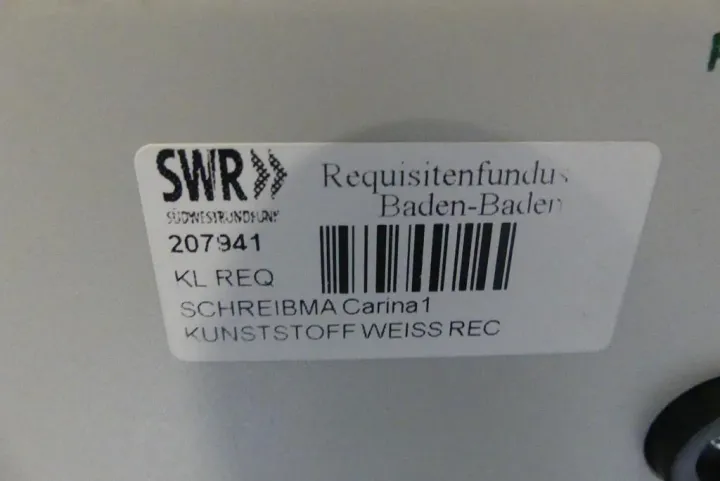 SWR
Requisitenfundus
SÜDWESTRUNDFUNK
Baden-Baden
207941
KL REQ
SCHREIBMA Carina1
KUNSTSTOFF WEISS REC